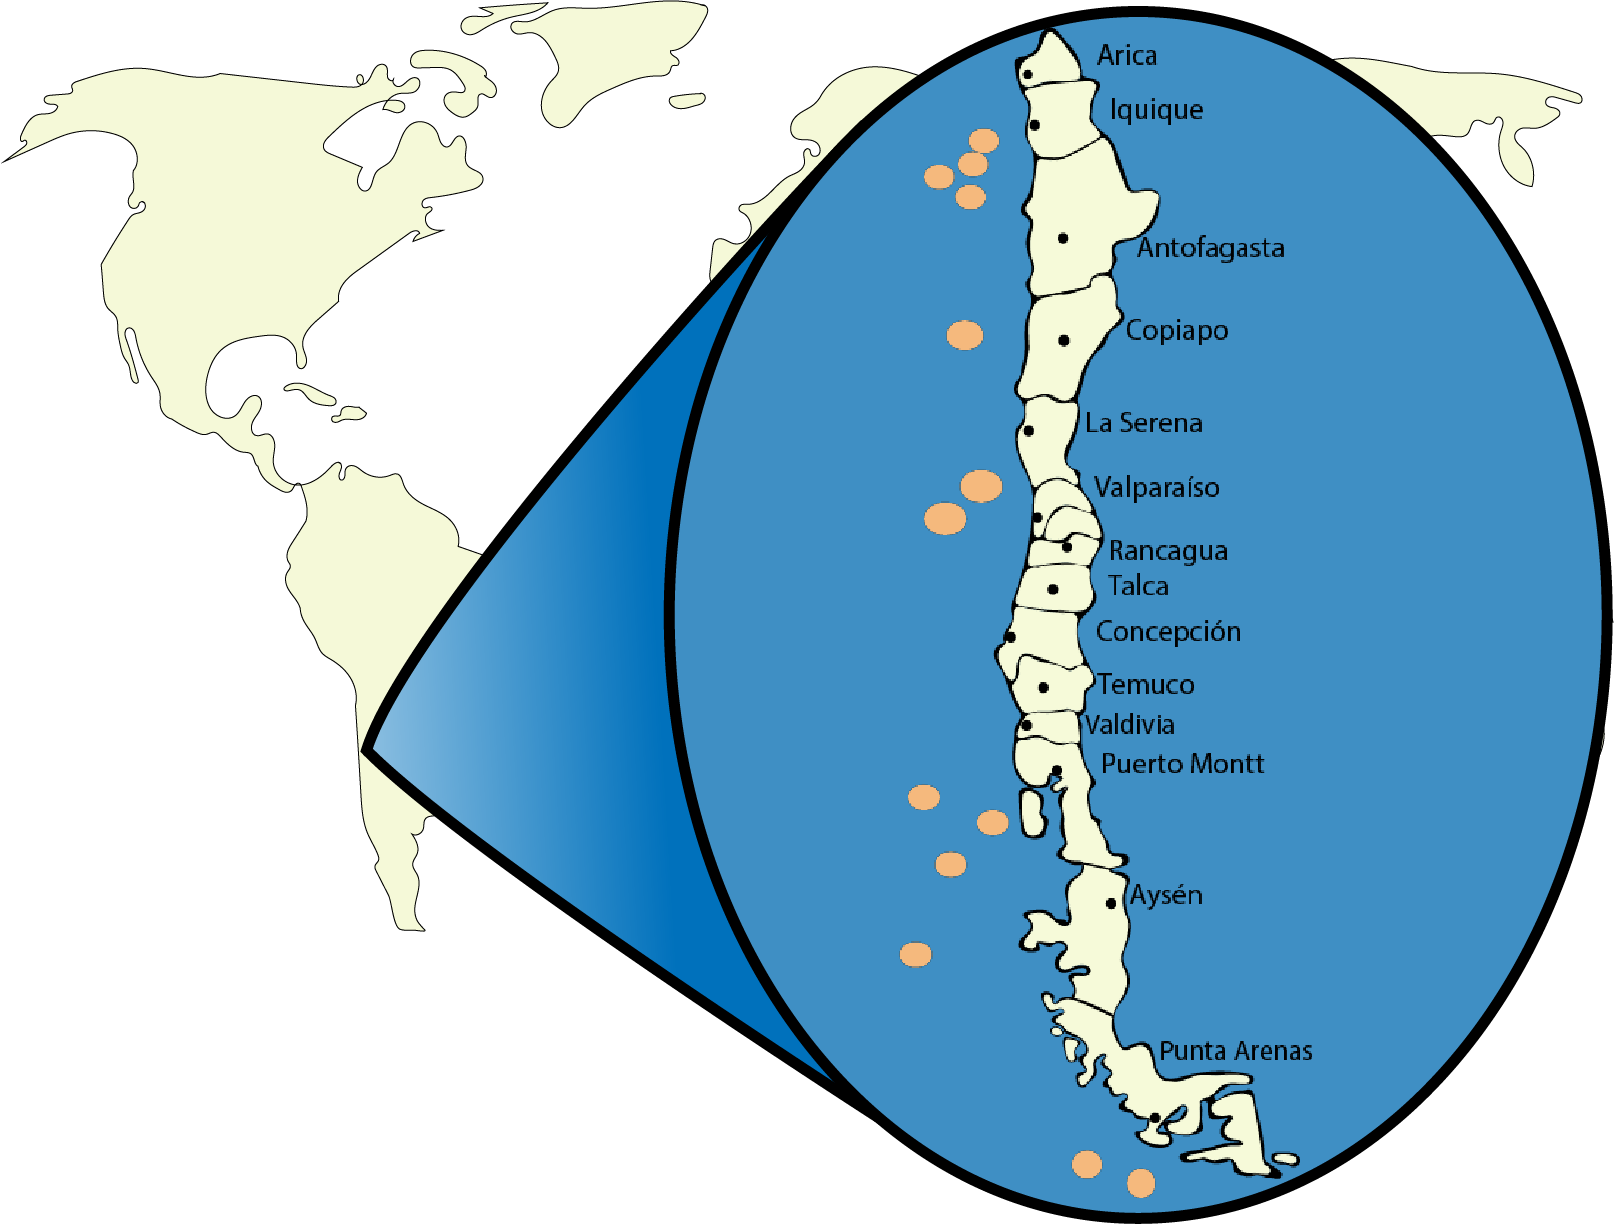 Arica
Iquique
Antofagasta
Copiapo
La Serena
Valparaíso
Rancagua
Talca
Concepción
Temuco
Valdivia
Puerto Montt
Aysén
Punta Arenas